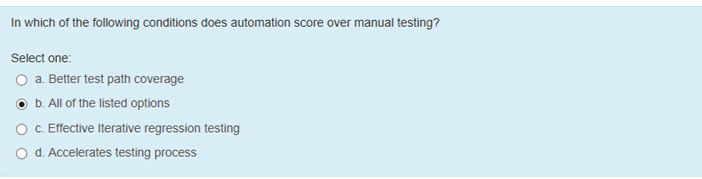 In which of the following conditions does automation score over manual testing?
Select one:
a. Better test path coverage
b. All of the listed options
c. Effective Iterative regression testing
d. Accelerates testing process